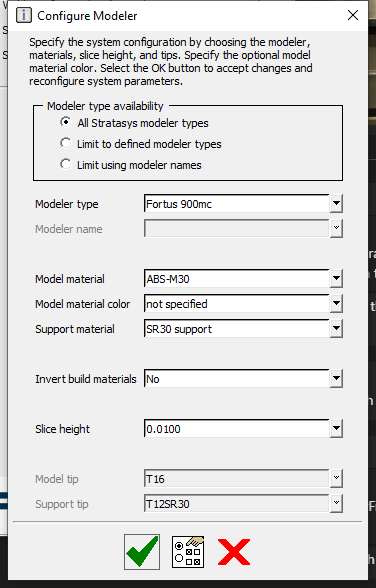 Configure Modeler
Specify the system configuration by choosing the modeler,
materials, slice height, and tips. Specify the optional model
material color. Select the OK button to accept changes and
reconfigure system parameters.
Modeler type availability
All Stratasys modeler types
Limit to defined modeler types
Limit using modeler names
Modeler type Fortus 900mc
Modeler name
Model material ABS-M30
Model material color not specified
Support material SR30 support
Invert build materials No
Slice height 0.0100
Model tip T16
Support tip T12SR30